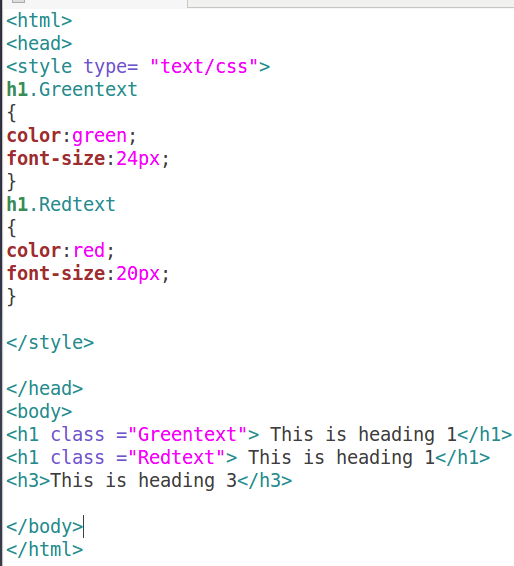 <html>
<head>
<style type= "text/css">
h1.Greentext
{
color:green;
font-size:24px;
}
h1.Redtext
{
color:red;
font-size:20px;
}
</style>
</head>
<body>
<h1 class ="Greentext"> This is heading 1</h1>
<h1 class ="Redtext"> This is heading 1</h1>
<h3>This is heading 3</h3>
</body>
</html>